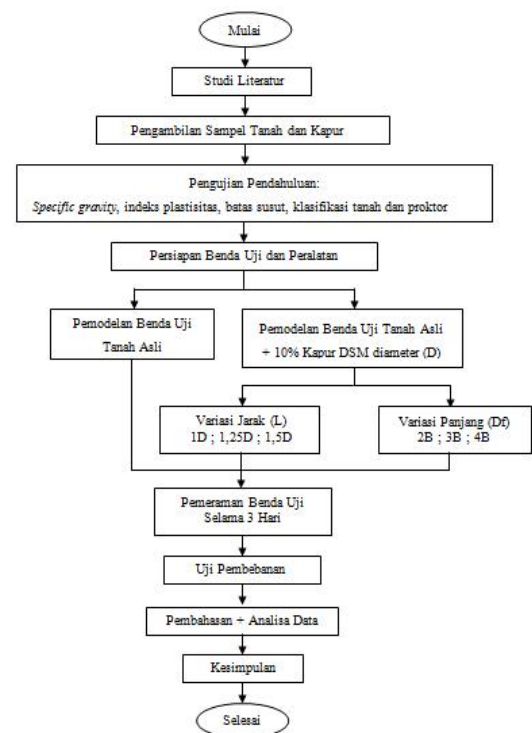 Mulai
Studi Literatur
Pengambilan Sampel Tanah dan Kapur
Pengujian Pendahuluan:
Specific gravity, indeks plastisitas, batas susut, klasifikasi tanah dan proktor
Persiapan Benda Uji dan Peralatan
Pemodelan Benda Uji
Tanah Asli
Pemodelan Benda Uji Tanah Asli
+ 10% Kapur DSM diameter (D)
Variasi Jarak (L)
1D ; 1,25D ; 1,5D
Variasi Panjang (Df)
2B ; 3B ; 4B
Pemeraman Benda Uji
Selama 3 Hari
Uji Pembebanan
Pembahasan + Analisa Data
Kesimpulan
Selesai